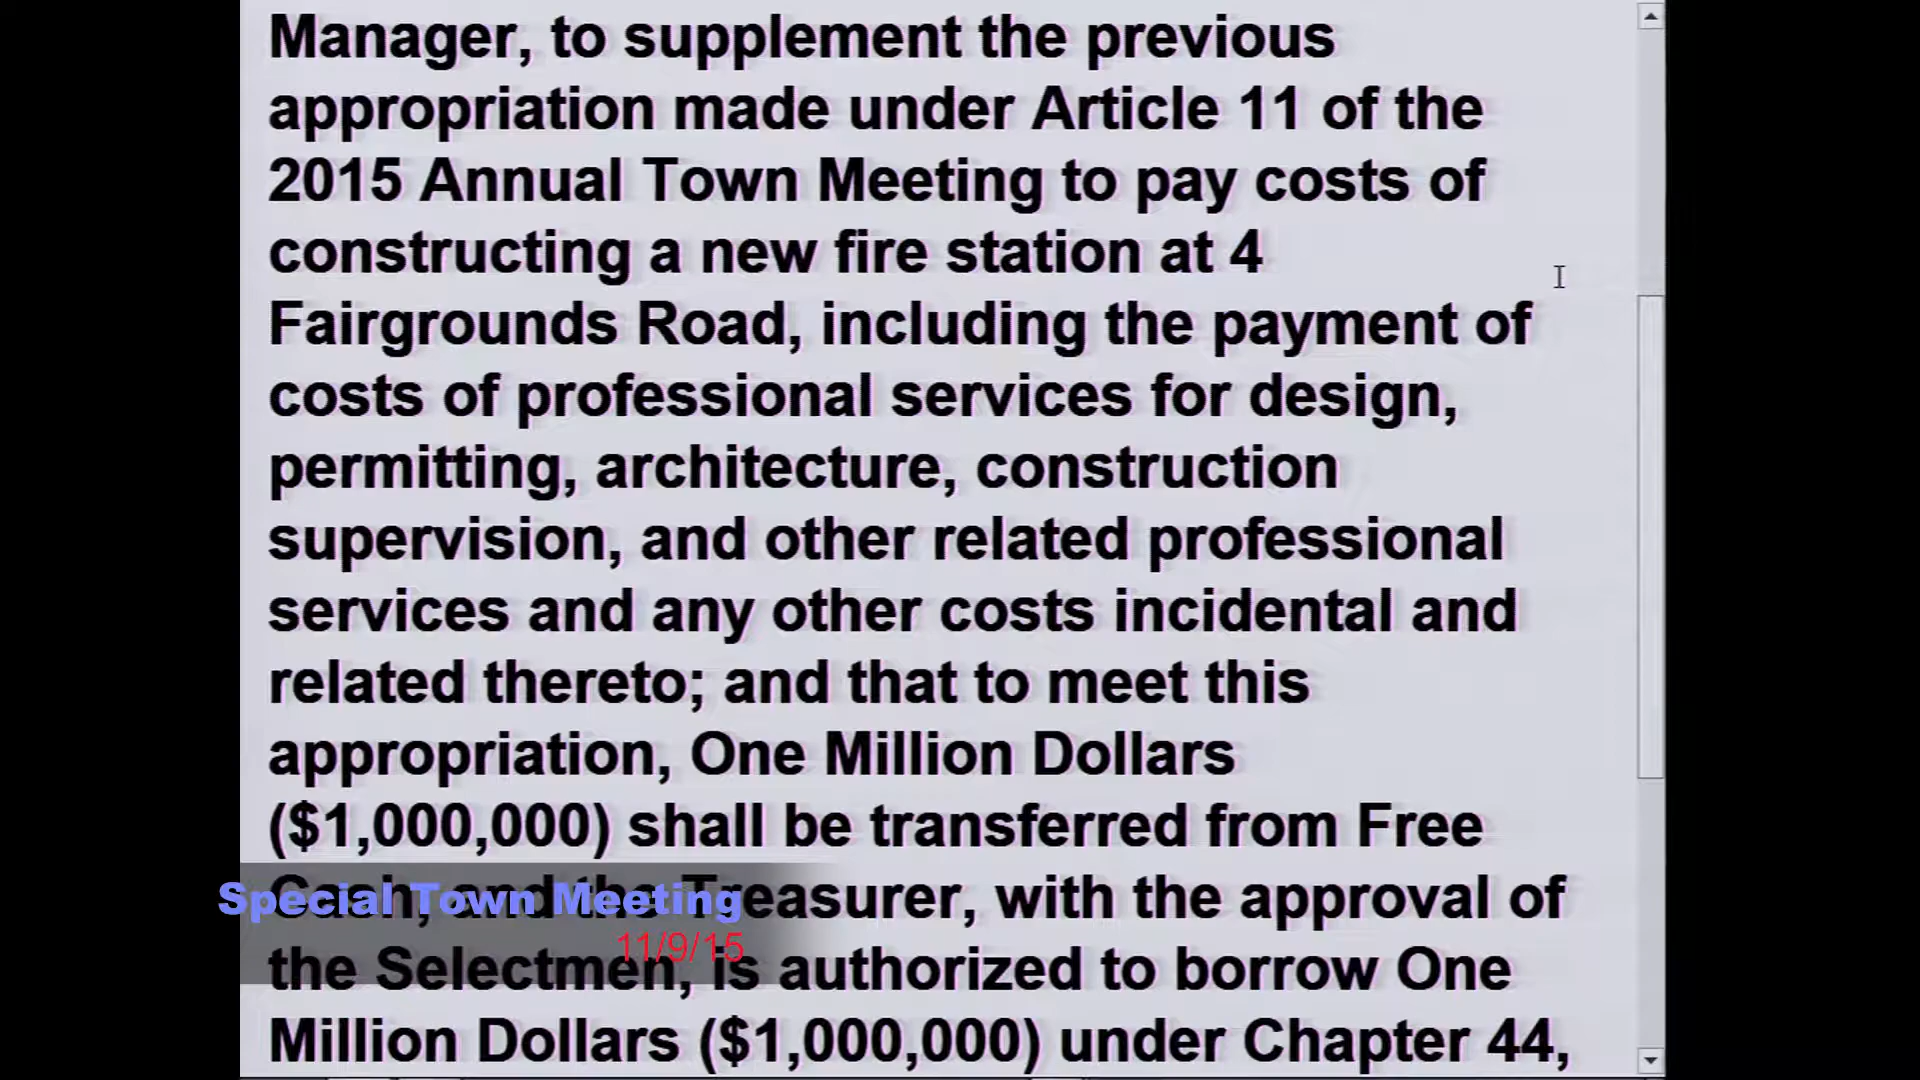 Manager, to supplement the previous
appropriation made under Article 11 of the
2015 Annual Town Meeting to pay costs of
constructing a new fire station at 4
Fairgrounds Road, including the payment of
costs of professional services for design,
permitting, architecture, construction
supervision, and other related professional
services and any other costs incidental and
related thereto; and that to meet this
appropriation, One Million Dollars
($1,000,000) shall be transferred from Free
Cash, and the Treasurer, with the approval of
the Selectmen, is authorized to borrow One
Million Dollars ($1,000,000) under Chapter 44,
Special Town Meeting
11/9/15